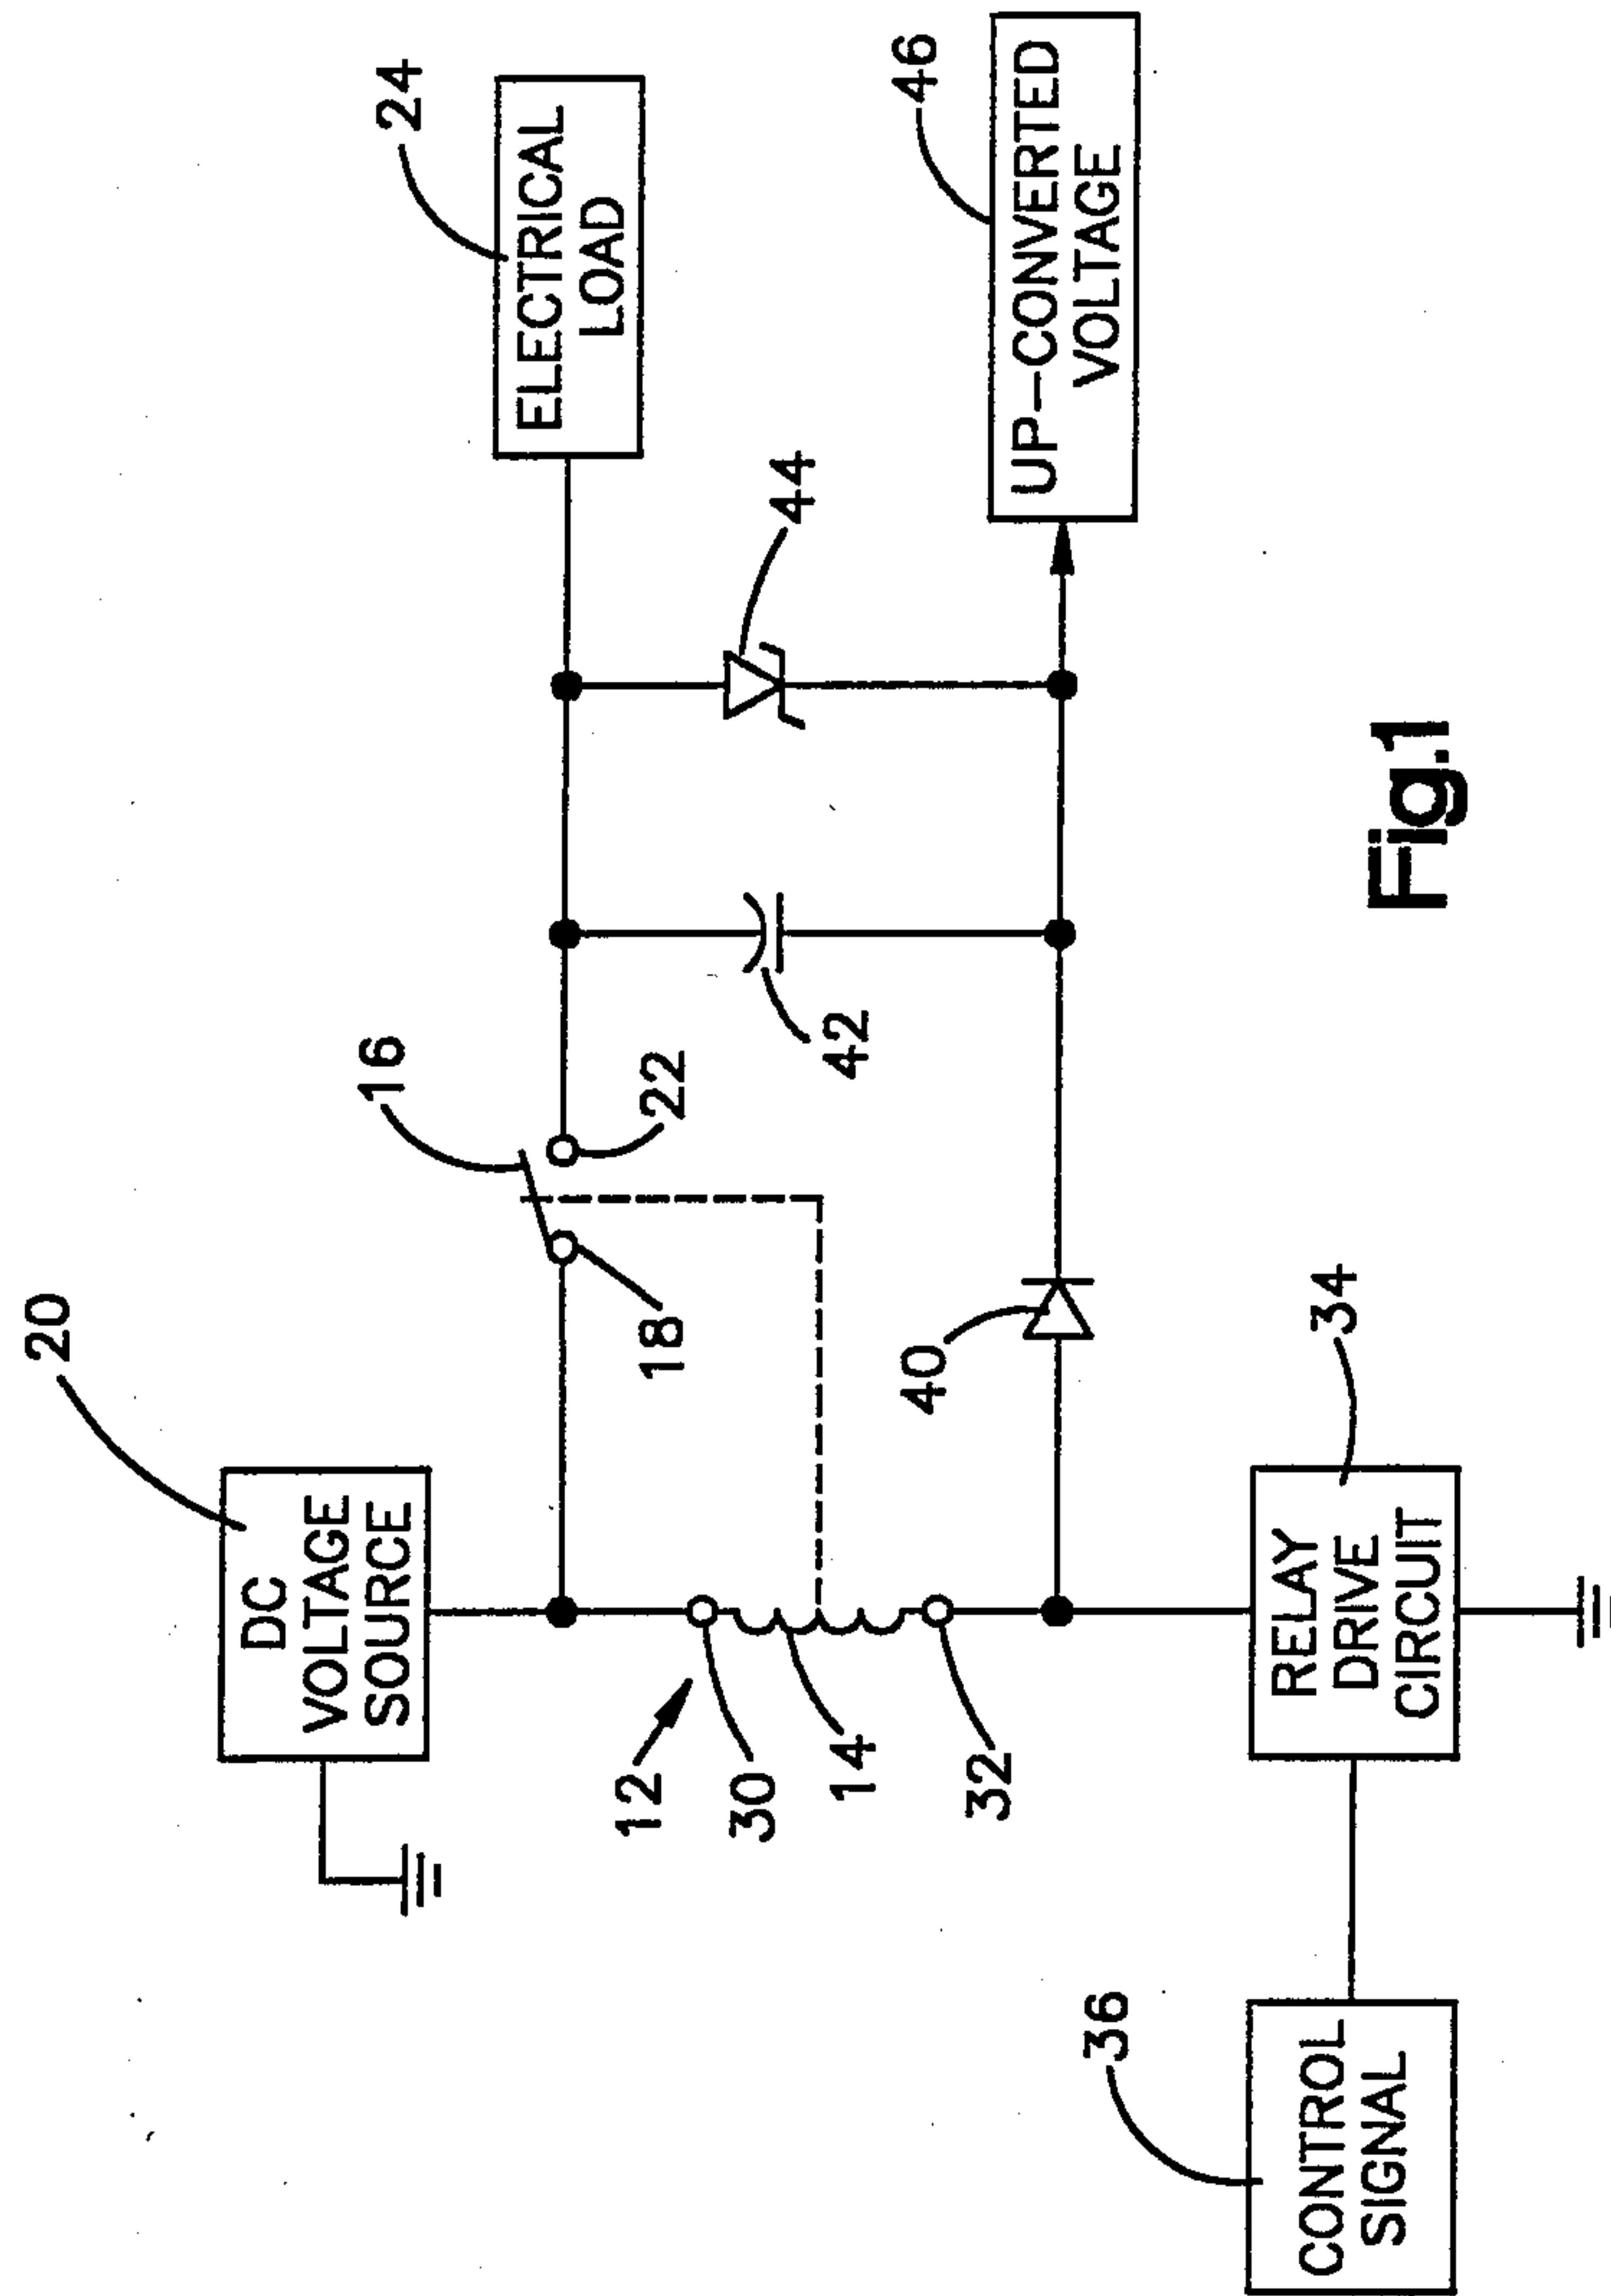 20
DC
VOLTAGE
SOURCE
16
24
ELECTRICAL
LOAD
18
22
12
30
14
32
42
44
40
46
UP–CONVERTED
VOLTAGE
36
CONTROL
SIGNAL
34
RELAY
DRIVE
CIRCUIT
Fig.1